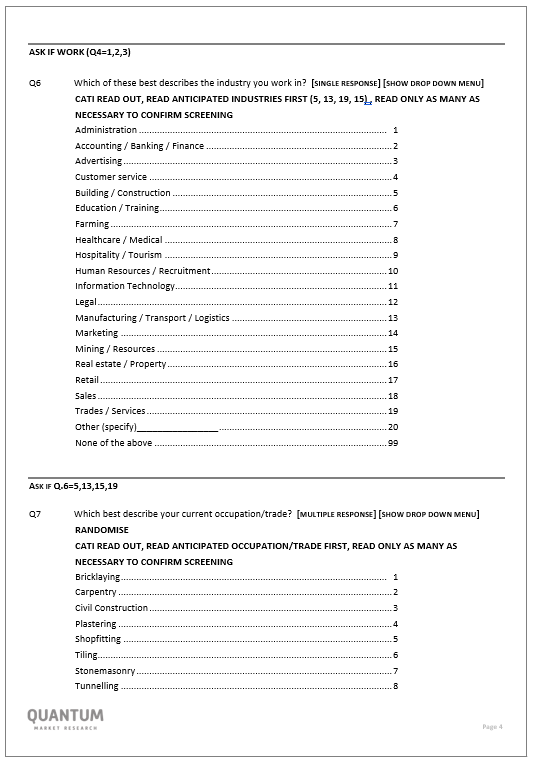 ASK IF WORK (Q4=1,2,3)
Q6 Which of these best describes the industry you work in? [SINGLE RESPONSE] [SHOW DROP DOWN MENU]
CATI READ OUT, READ ANTICIPATED INDUSTRIES FIRST (5, 13, 19, 15), READ ONLY AS MANY AS
NECESSARY TO CONFIRM SCREENING
Administration 1
Accounting / Banking / Finance 2
Advertising 3
Customer service 4
Building / Construction 5
Education / Training 6
Farming 7
Healthcare / Medical 8
Hospitality / Tourism 9
Human Resources / Recruitment 10
Information Technology 11
Legal 12
Manufacturing / Transport / Logistics 13
Marketing 14
Mining / Resources 15
Real estate / Property 16
Retail 17
Sales 18
Trades / Services 19
Other (specify)_________________ 20
None of the above 99
ASK IF Q.6=5,13,15,19
Q7 Which best describe your current occupation/trade? [MULTIPLE RESPONSE] [SHOW DROP DOWN MENU]
RANDOMISE
CATI READ OUT, READ ANTICIPATED OCCUPATION/TRADE FIRST, READ ONLY AS MANY AS
NECESSARY TO CONFIRM SCREENING
Bricklaying 1
Carpentry 2
Civil Construction 3
Plastering 4
Shopfitting 5
Tiling 6
Stonemasonry 7
Tunnelling 8
QUANTUM
MARKET RESEARCH
Page 4